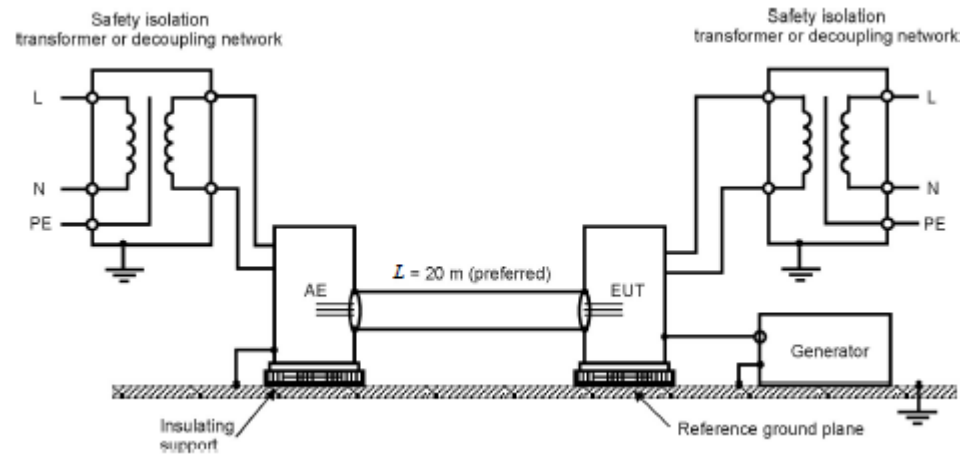 Safety isolation
transformer or decoupling network
Safety isolation
transformer or decoupling network
L
N
PE
L
N
PE
L = 20 m (preferred)
AE
EUT
Generator
Insulating
support
Reference ground plane